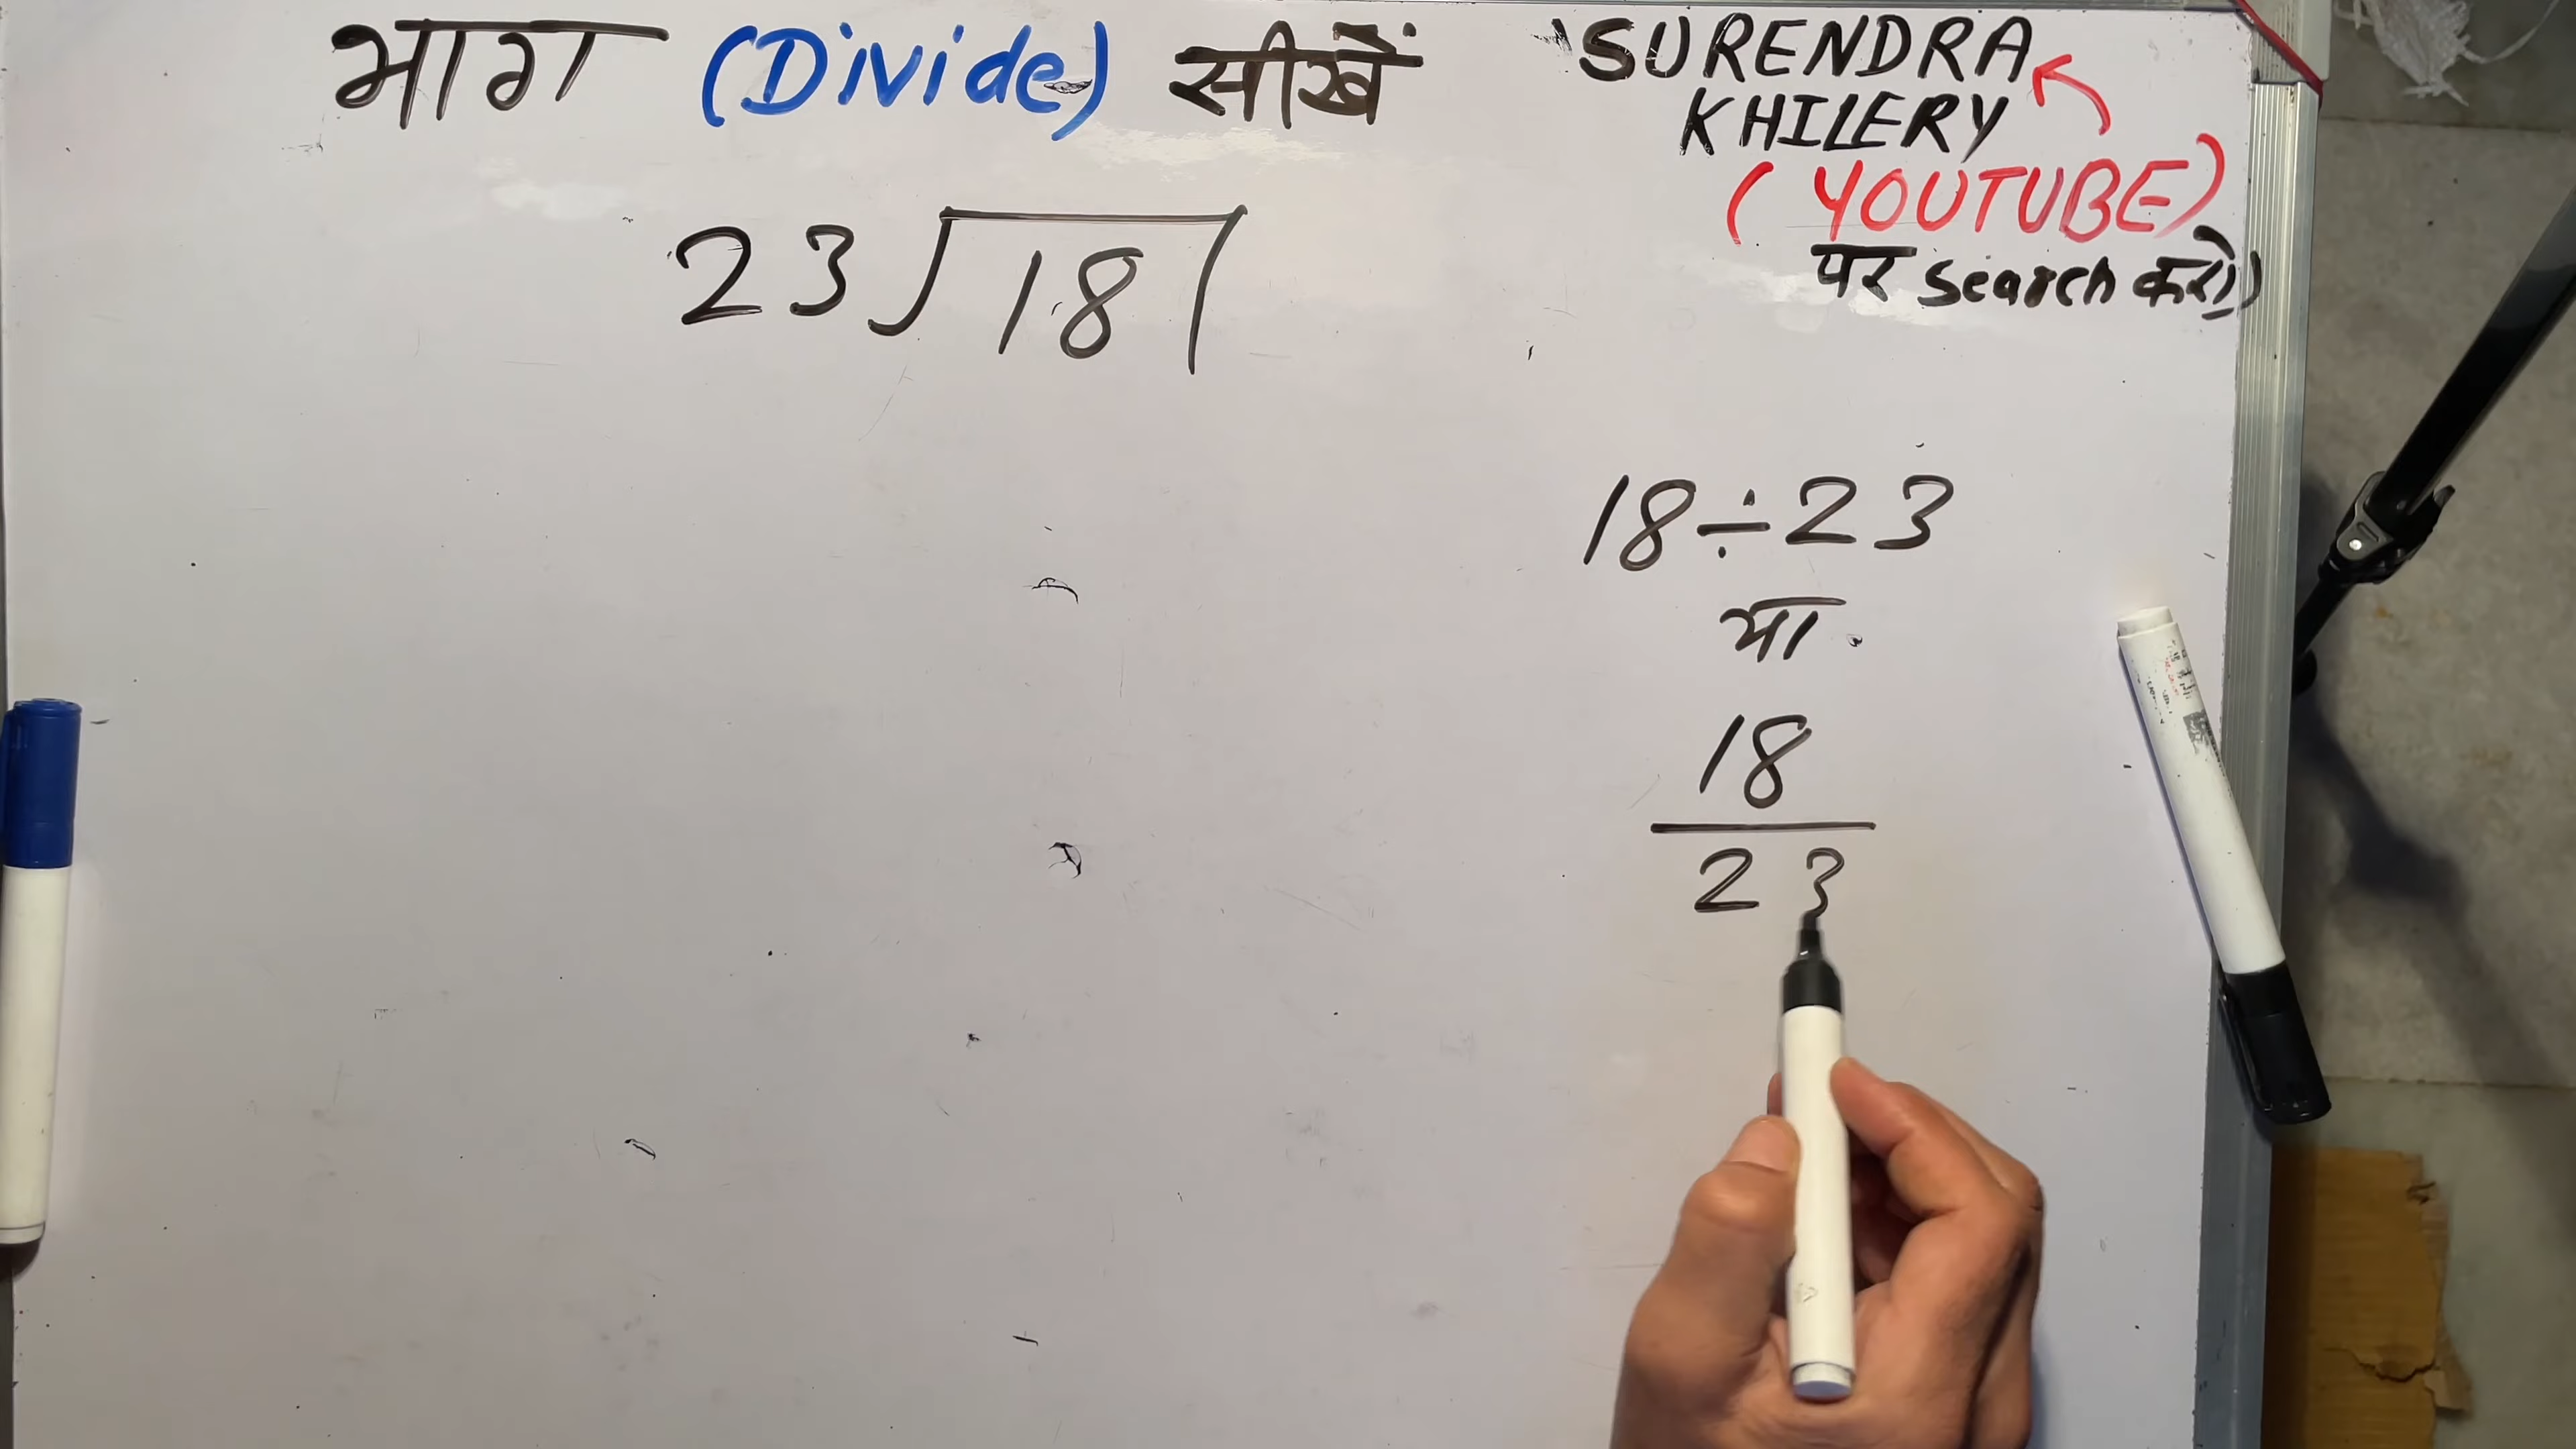 भाग (Divide) सीखें
SURENDRA
KHILERY
(YOUTUBE)
पर Search करो)
23)18(
18÷23
या
18
23